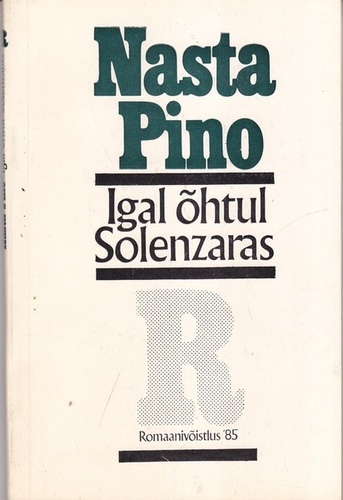 Nasta
Pino
Igal õhtul
Solenzaras
R
Romaanivõistlus '85
R